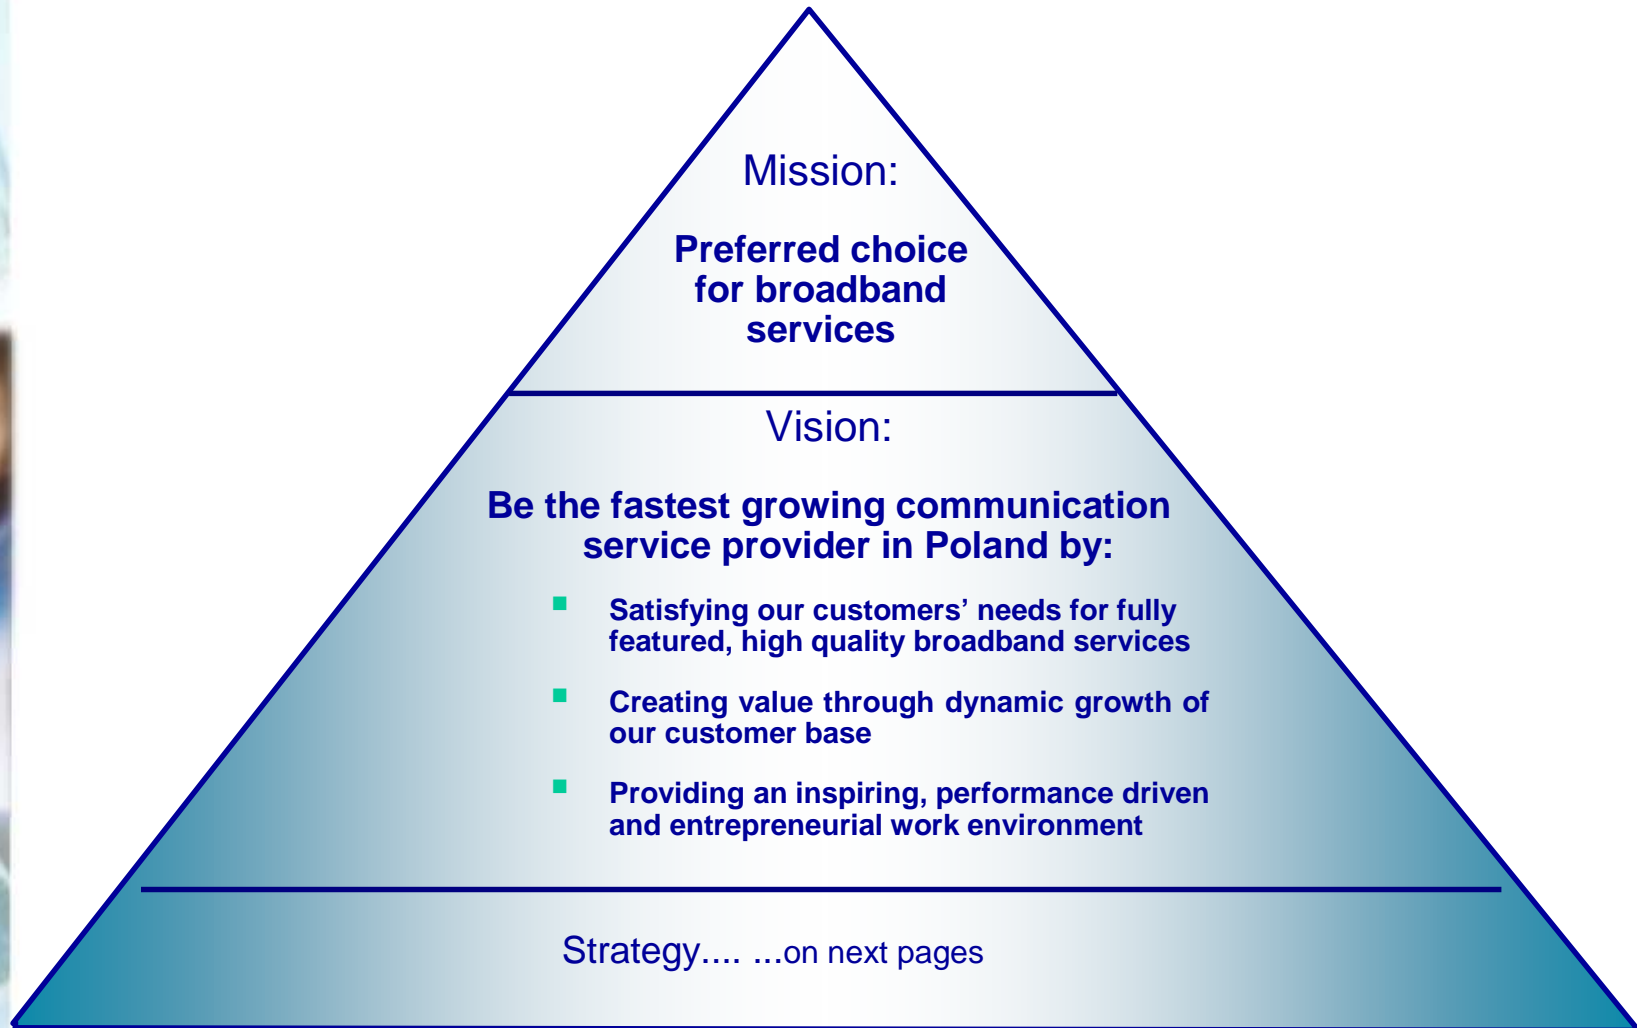 Mission:
Preferred choice
for broadband
services
Vision:
Be the fastest growing communication
service provider in Poland by:
Satisfying our customers’ needs for fully
featured, high quality broadband services
Creating value through dynamic growth of
our customer base
Providing an inspiring, performance driven
and entrepreneurial work environment
Strategy.... ...on next pages